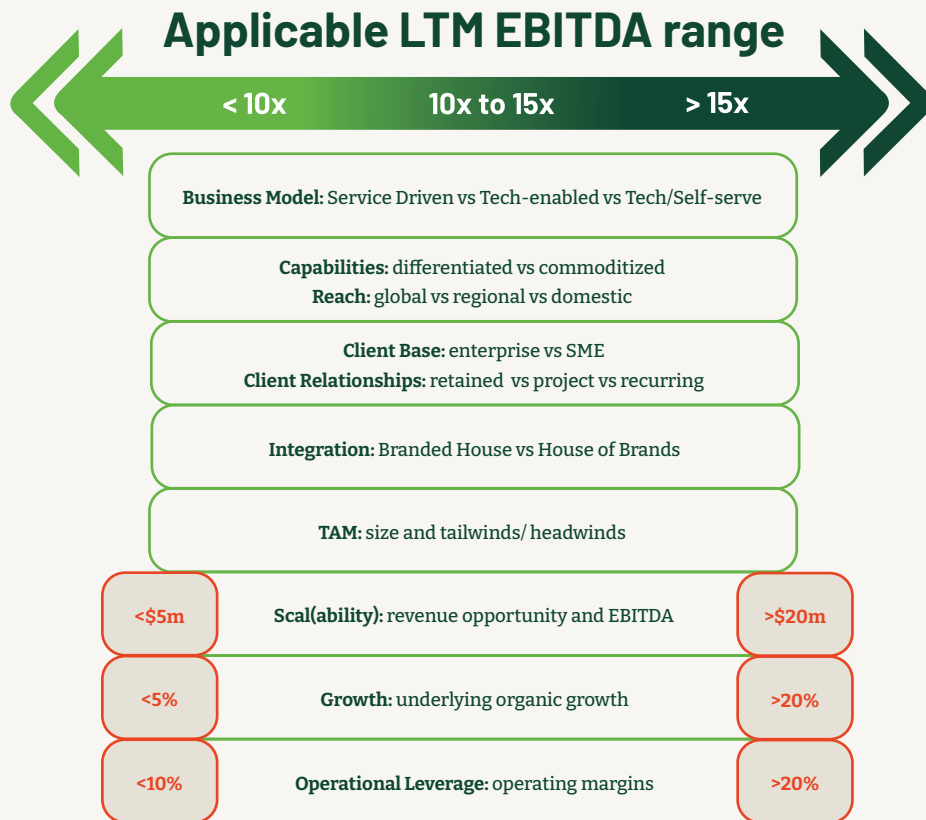 Applicable LTM EBITDA range
< 10x 10x to 15x > 15x
Business Model: Service Driven vs Tech-enabled vs Tech/Self-serve
Capabilities: differentiated vs commoditized
Reach: global vs regional vs domestic
Client Base: enterprise vs SME
Client Relationships: retained vs project vs recurring
Integration: Branded House vs House of Brands
TAM: size and tailwinds/ headwinds
<$5m Scal(ability): revenue opportunity and EBITDA >$20m
<5% Growth: underlying organic growth >20%
<10% Operational Leverage: operating margins >20%